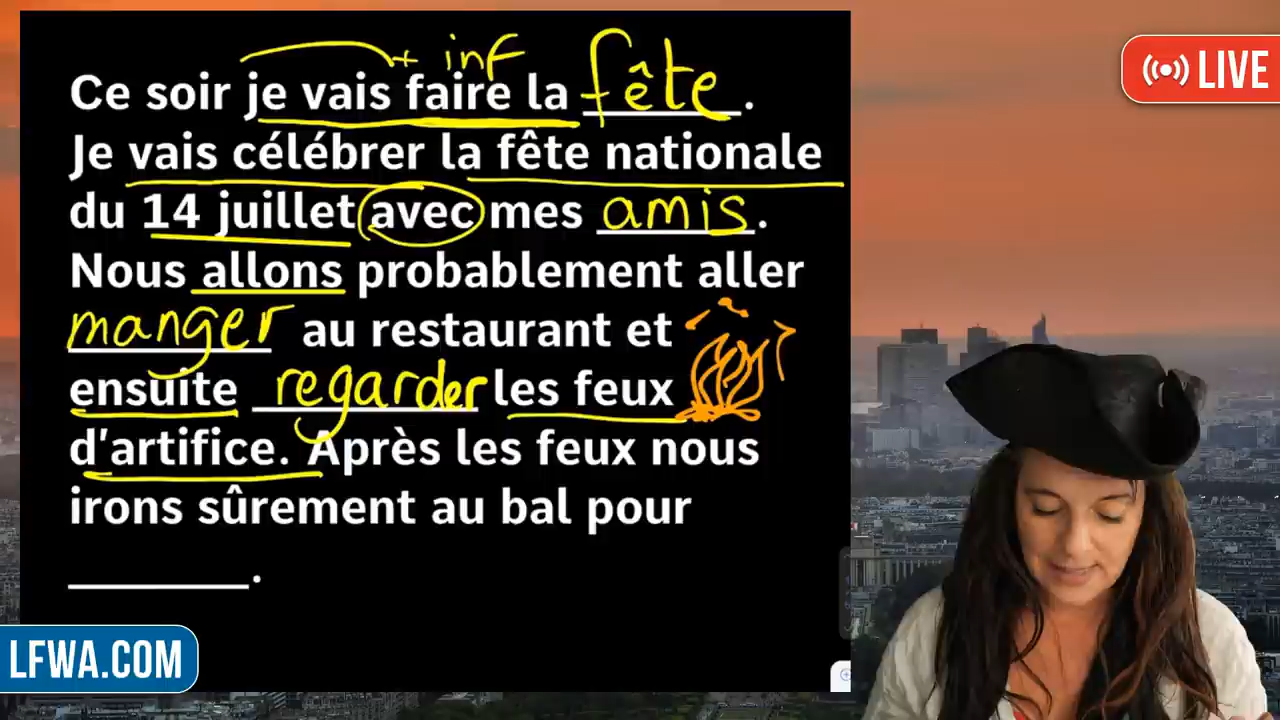 + inf
Ce soir je vais faire la fête.
Je vais célébrer la fête nationale
du 14 juillet avec mes amis.
Nous allons probablement aller
manger au restaurant et
ensuite regarder les feux
d'artifice. Après les feux nous
irons sûrement au bal pour
________.
LIVE
LFWA.COM